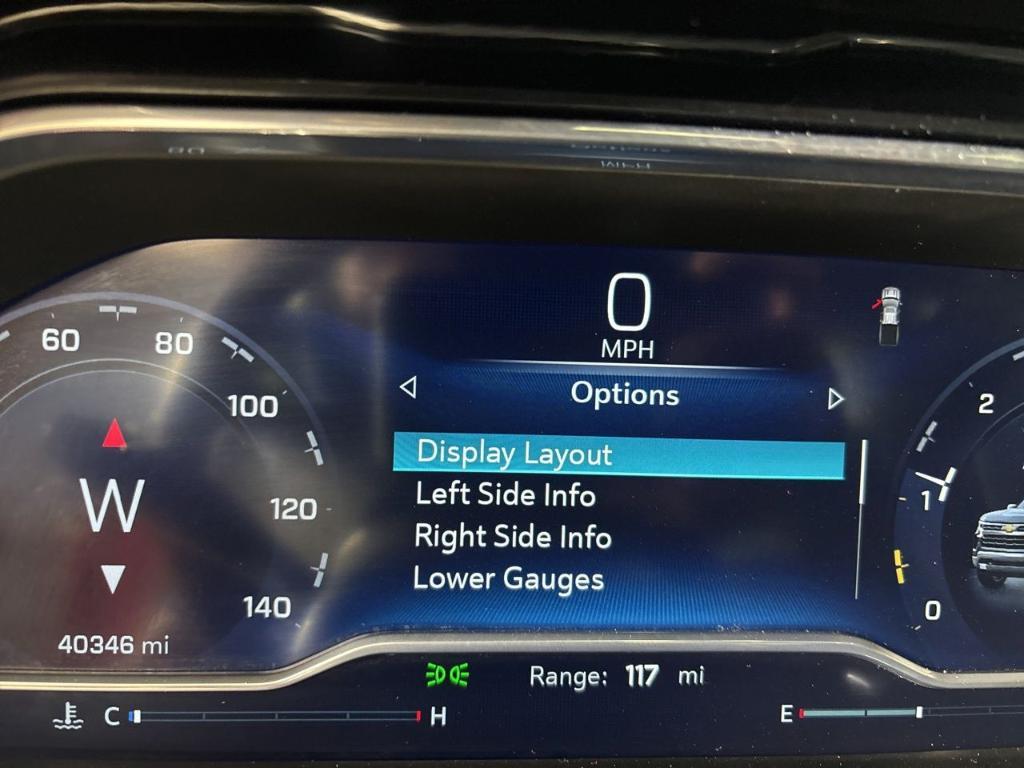 0
MPH
Options
Display Layout
Left Side Info
Right Side Info
Lower Gauges
60
80
100
120
140
W
40346 mi
2
1
0
Range: 117 mi
C
H
E